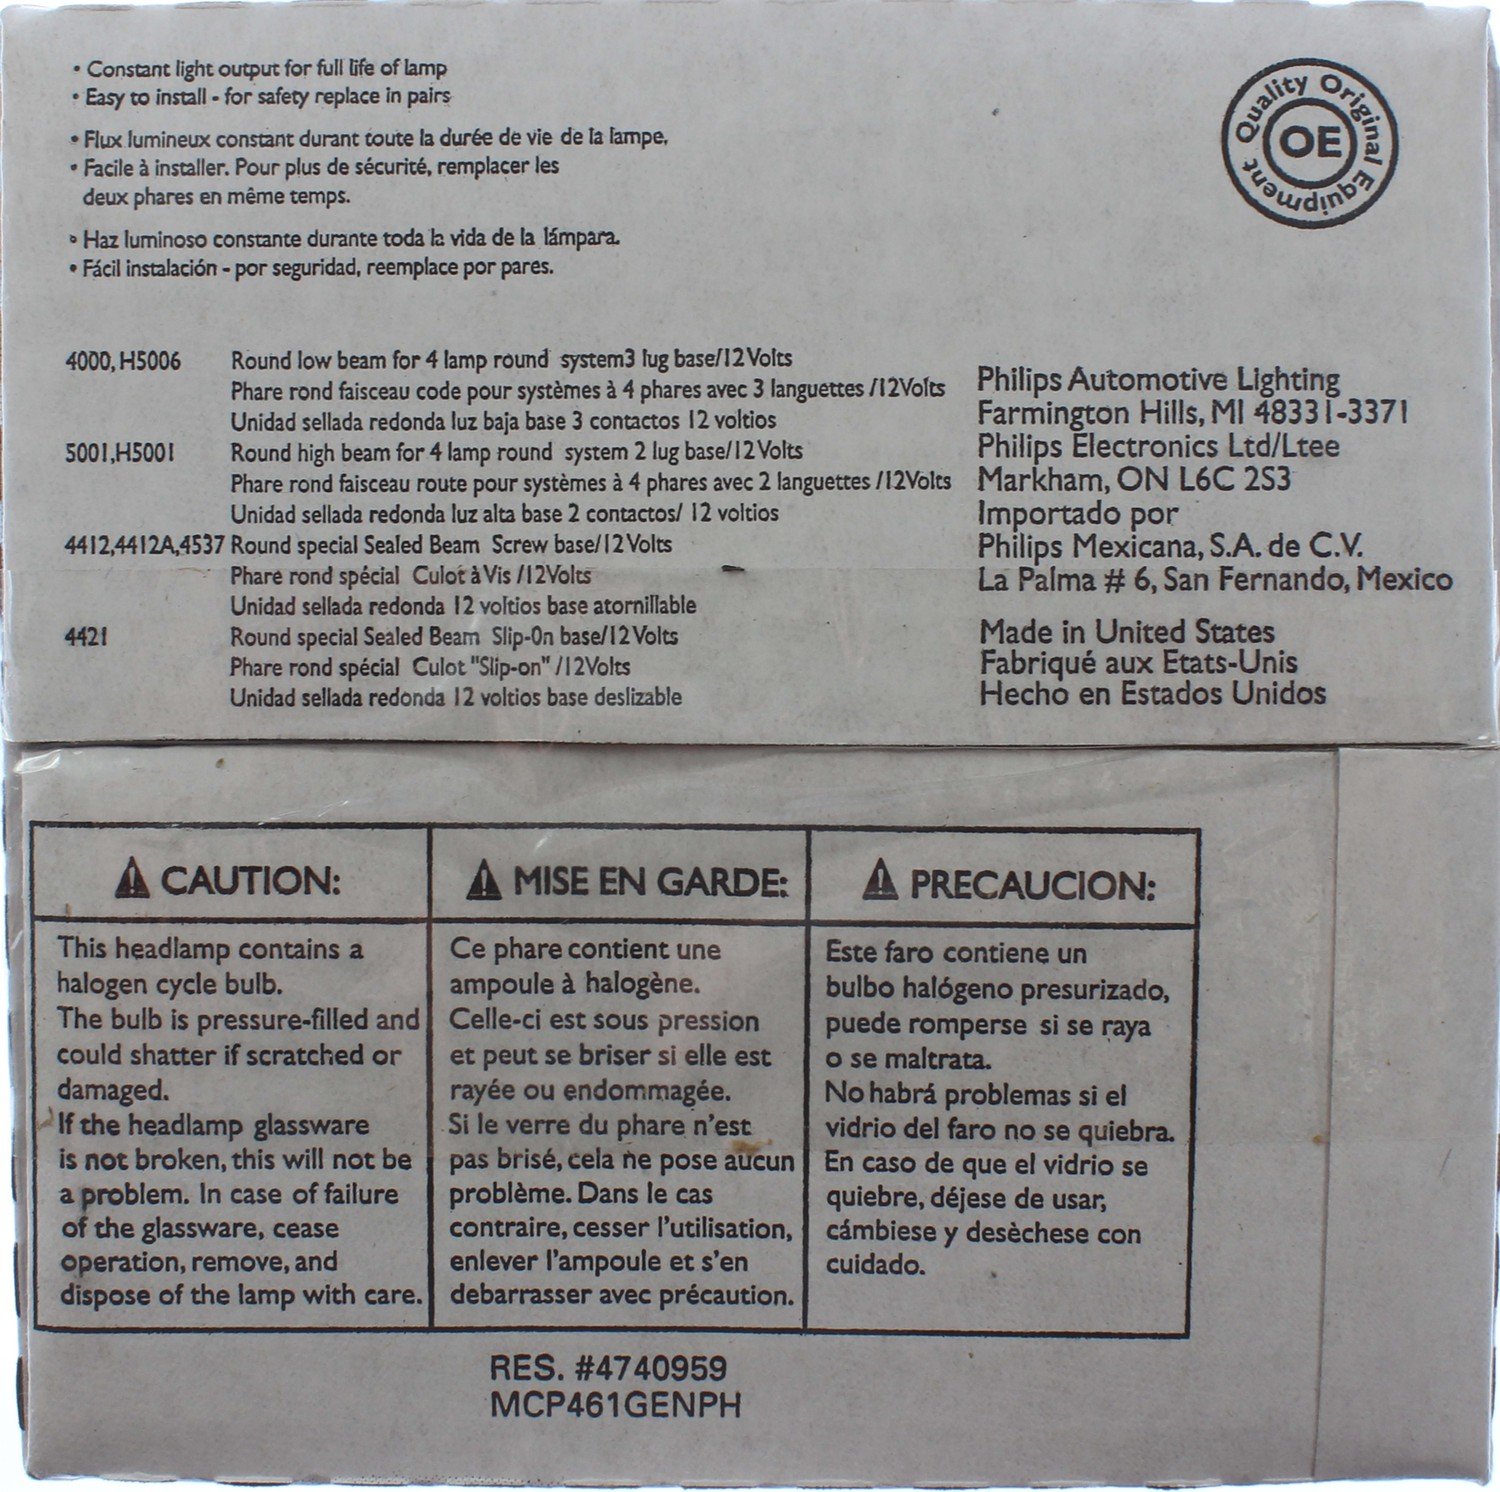 • Constant light output for full life of lamp
• Easy to install - for safety replace in pairs
• Flux lumineux constant durant toute la durée de vie de la lampe.
• Facile à installer. Pour plus de sécurité, remplacer les
deux phares en même temps.
• Haz luminoso constante durante toda la vida de la lámpara.
• Fácil instalación - por seguridad, reemplace por pares.
Quality Original Equipment
OE
4000, H5006 Round low beam for 4 lamp round system3 lug base/12Volts
Phare rond faisceau code pour systèmes à 4 phares avec 3 languettes /12Volts
Unidad sellada redonda luz baja base 3 contactos 12 voltios
5001,H5001 Round high beam for 4 lamp round system 2 lug base/12Volts
Phare rond faisceau route pour systèmes à 4 phares avec 2 languettes /12Volts
Unidad sellada redonda luz alta base 2 contactos/ 12 voltios
4412,4412A,4537 Round special Sealed Beam Screw base/12Volts
Phare rond spécial Culot à Vis /12Volts
Unidad sellada redonda 12 voltios base atornillable
4421 Round special Sealed Beam Slip-On base/12Volts
Phare rond spécial Culot "Slip-on" /12Volts
Unidad sellada redonda 12 voltios base deslizable
Philips Automotive Lighting
Farmington Hills, MI 48331-3371
Philips Electronics Ltd/Ltee
Markham, ON L6C 2S3
Importado por
Philips Mexicana, S.A. de C.V.
La Palma # 6, San Fernando, Mexico
Made in United States
Fabriqué aux Etats-Unis
Hecho en Estados Unidos
CAUTION:
This headlamp contains a
halogen cycle bulb.
The bulb is pressure-filled and
could shatter if scratched or
damaged.
If the headlamp glassware
is not broken, this will not be
a problem. In case of failure
of the glassware, cease
operation, remove, and
dispose of the lamp with care.
MISE EN GARDE:
Ce phare contient une
ampoule à halogène.
Celle-ci est sous pression
et peut se briser si elle est
rayée ou endommagée.
Si le verre du phare n'est
pas brisé, cela ne pose aucun
problème. Dans le cas
contraire, cesser l'utilisation,
enlever l'ampoule et s'en
debarrasser avec précaution.
PRECAUCION:
Este faro contiene un
bulbo halógeno presurizado,
puede romperse si se raya
o se maltrata.
No habrá problemas si el
vidrio del faro no se quiebra.
En caso de que el vidrio se
quiebre, déjese de usar,
cámbiese y desèchese con
cuidado.
RES. #4740959
MCP461GENPH